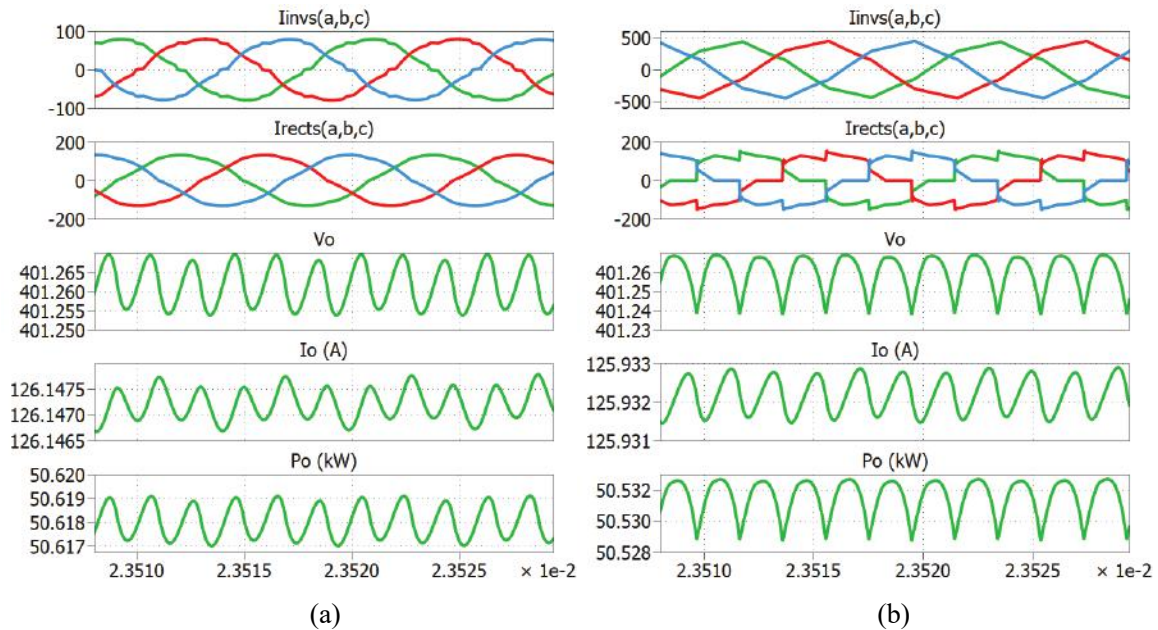 Iinvs(a,b,c)
100
0
-100
Irects(a,b,c)
200
0
-200
Vo
401.265
401.260
401.255
401.250
Io (A)
126.1475
126.1470
126.1465
Po (kW)
50.620
50.619
50.618
50.617
2.3510 2.3515 2.3520 2.3525 × 1e-2
(a)
Iinvs(a,b,c)
500
0
-500
Irects(a,b,c)
200
0
-200
Vo
401.26
401.25
401.24
401.23
Io (A)
125.933
125.932
125.931
Po (kW)
50.532
50.530
50.528
2.3510 2.3515 2.3520 2.3525 × 1e-2
(b)